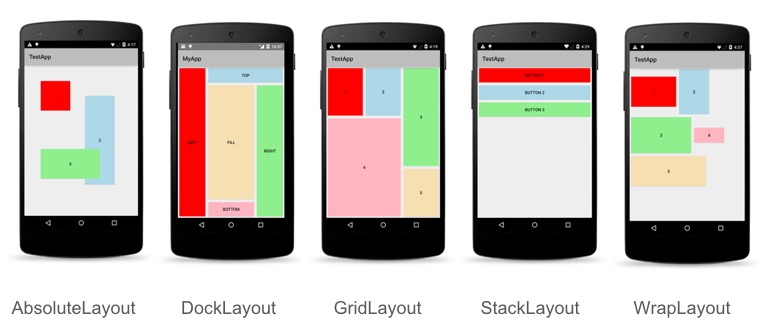 4:17
TestApp
1
2
3
16:07
MyApp
LEFT
TOP
FILL
RIGHT
BOTTOM
4:19
TestApp
1
2
3
4
5
4:29
TestApp
BUTTON 1
BUTTON 2
BUTTON 3
4:37
TestApp
1
2
3
4
5
AbsoluteLayout
DockLayout
GridLayout
StackLayout
WrapLayout